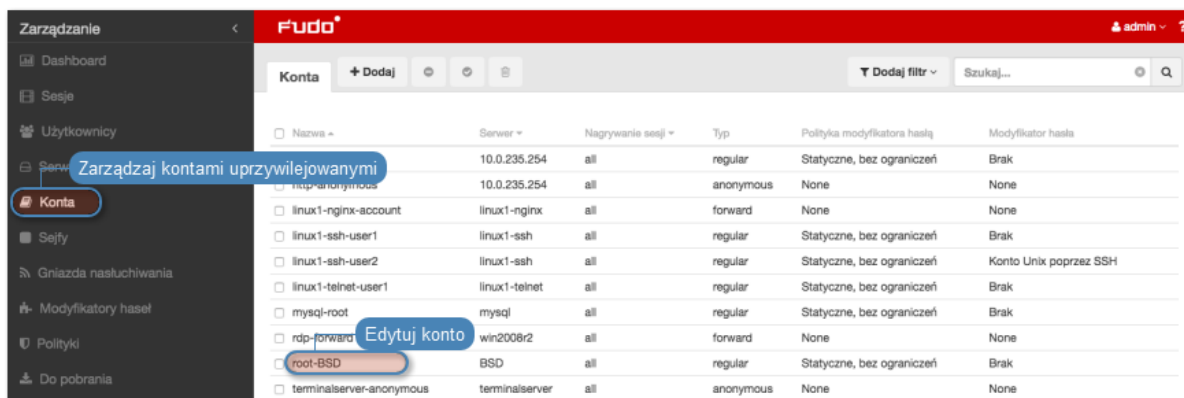 Zarządzanie
Fudo
admin
?
Dashboard
Konta
+ Dodaj
Dodaj filtr
Szukaj...
Sesje
Użytkownicy
Nazwa Serwer Nagrywanie sesji Typ Polityka modyfikatora hasłą Modyfikator hasła
Zarządzaj kontami uprzywilejowanymi
10.0.235.254 all regular Statyczne, bez ograniczeń Brak
http-anonymous 10.0.235.254 all anonymous None None
Konta
linux1-nginx-account linux1-nginx all forward None None
Sejfy
linux1-ssh-user1 linux1-ssh all regular Statyczne, bez ograniczeń Brak
linux1-ssh-user2 linux1-ssh all regular Statyczne, bez ograniczeń Konto Unix poprzez SSH
Gniazda nasłuchiwania
linux1-telnet-user1 linux1-telnet all regular Statyczne, bez ograniczeń Brak
Modyfikatory haseł
mysql-root mysql all regular Statyczne, bez ograniczeń Brak
Edytuj konto
rdp-forward win2008r2 all forward None None
Polityki
root-BSD BSD all regular Statyczne, bez ograniczeń Brak
Do pobrania
terminalserver-anonymous terminalserver all anonymous None None